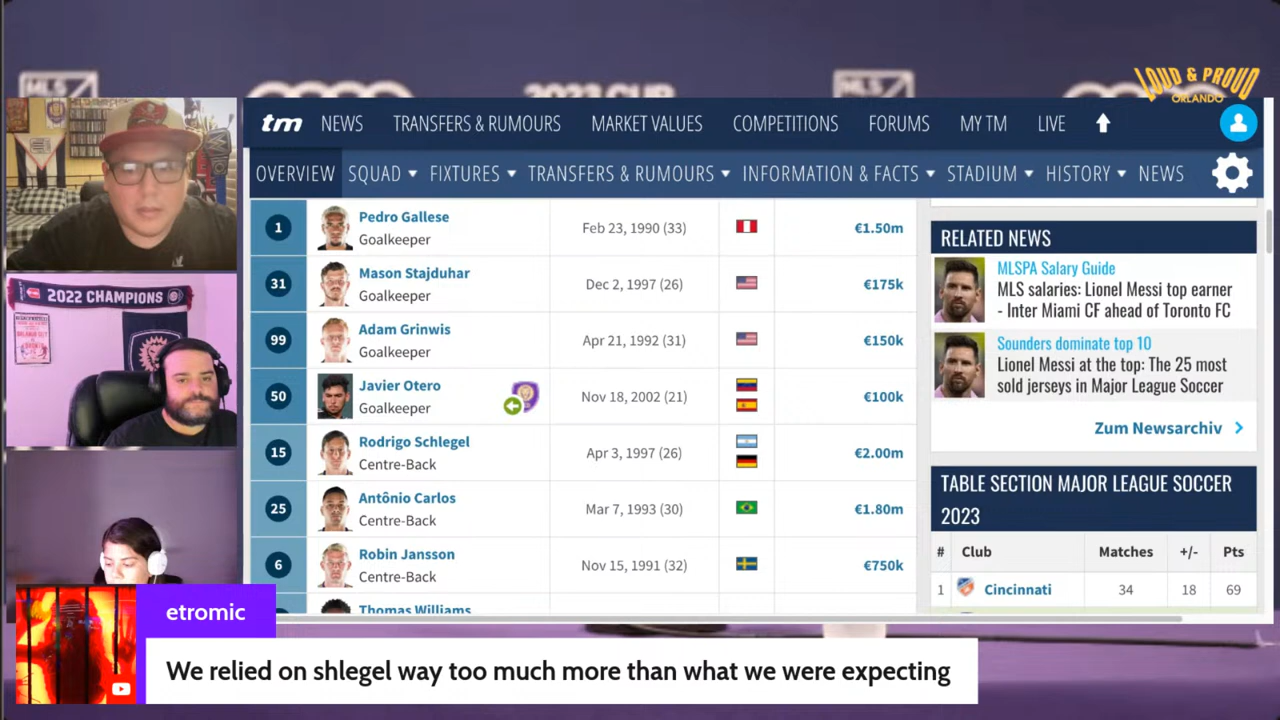 MLS
2023 CUP
MLS
LOUD & PROUD
ORLANDO
tm NEWS TRANSFERS & RUMOURS MARKET VALUES COMPETITIONS FORUMS MY TM LIVE
OVERVIEW SQUAD FIXTURES TRANSFERS & RUMOURS INFORMATION & FACTS STADIUM HISTORY NEWS
1 Pedro Gallese Feb 23, 1990 (33) €1.50m
Goalkeeper
31 Mason Stajduhar Dec 2, 1997 (26) €175k
Goalkeeper
99 Adam Grinwis Apr 21, 1992 (31) €150k
Goalkeeper
50 Javier Otero Nov 18, 2002 (21) €100k
Goalkeeper
15 Rodrigo Schlegel Apr 3, 1997 (26) €2.00m
Centre-Back
25 Antônio Carlos Mar 7, 1993 (30) €1.80m
Centre-Back
6 Robin Jansson Nov 15, 1991 (32) €750k
Centre-Back
Thomas Williams
RELATED NEWS
MLSPA Salary Guide
MLS salaries: Lionel Messi top earner
- Inter Miami CF ahead of Toronto FC
Sounders dominate top 10
Lionel Messi at the top: The 25 most
sold jerseys in Major League Soccer
Zum Newsarchiv
TABLE SECTION MAJOR LEAGUE SOCCER
2023
# Club Matches +/- Pts
1 Cincinnati 34 18 69
2022 CHAMPIONS
etromic
We relied on shlegel way too much more than what we were expecting